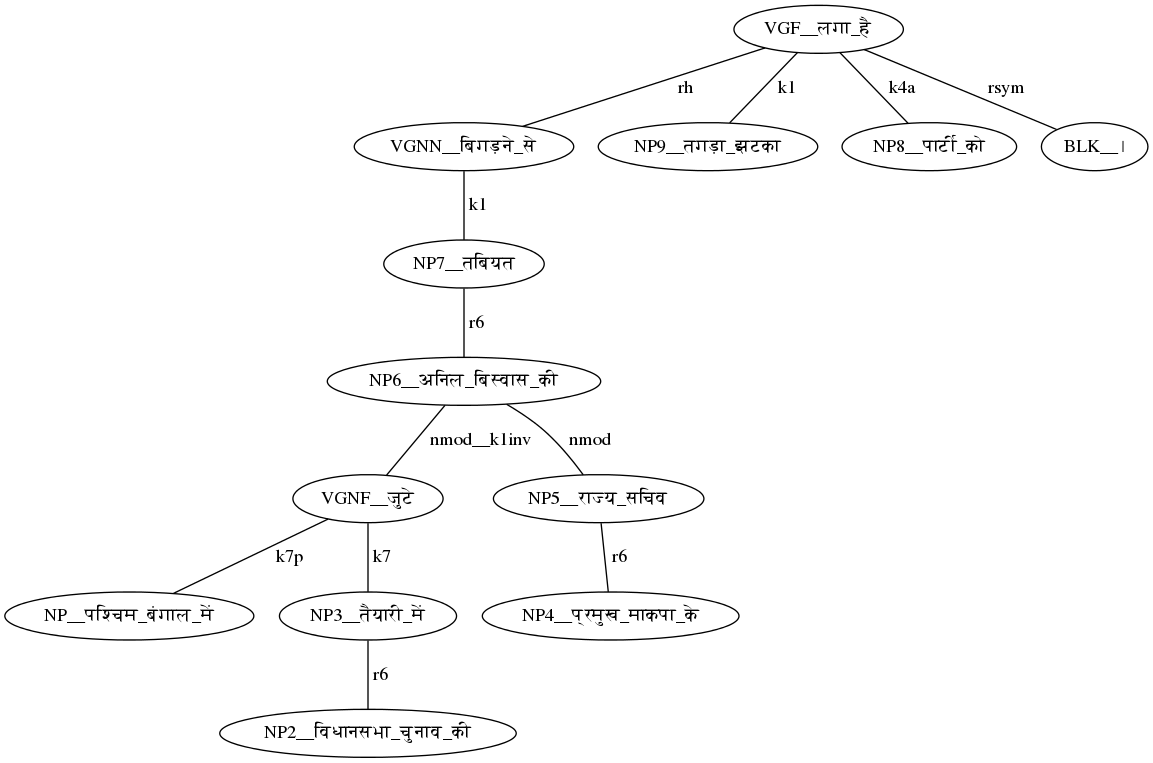 VGF__लगा_है
rh
k1
k4a
rsym
VGNN__बिगड़ने_से
NP9__तगड़ा_झटका
NP8__पार्टी_को
BLK__।
k1
NP7__तबियत
r6
NP6__अनिल_बिस्वास_की
nmod__k1inv
nmod
VGNF__जुटे
NP5__राज्य_सचिव
k7p
k7
r6
NP__पश्चिम_बंगाल_में
NP3__तैयारी_में
NP4__प्रमुख_माकपा_के
r6
NP2__विधानसभा_चुनाव_की